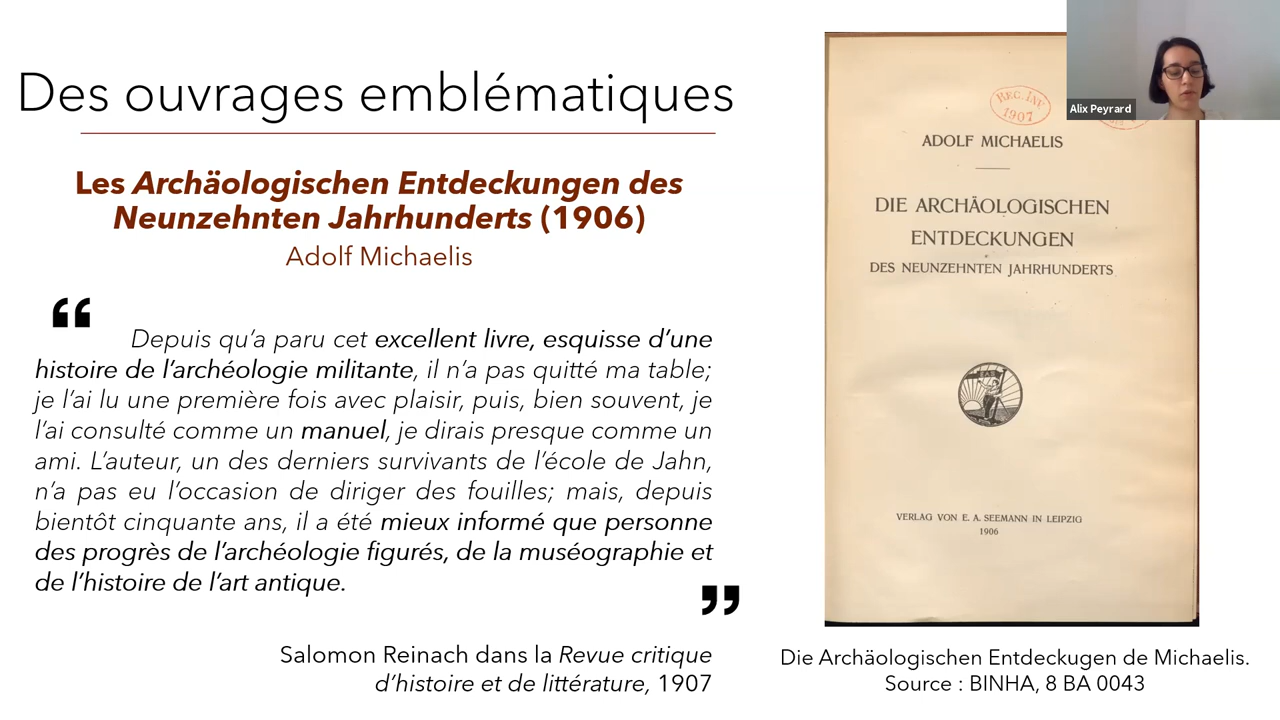 Des ouvrages emblématiques
Les Archäologischen Entdeckungen des
Neunzehnten Jahrhunderts (1906)
Adolf Michaelis
“
Depuis qu’a paru cet excellent livre, esquisse d’une
histoire de l’archéologie militante, il n’a pas quitté ma table;
je l’ai lu une première fois avec plaisir, puis, bien souvent, je
l’ai consulté comme un manuel, je dirais presque comme un
ami. L’auteur, un des derniers survivants de l’école de Jahn,
n’a pas eu l’occasion de diriger des fouilles; mais, depuis
bientôt cinquante ans, il a été mieux informé que personne
des progrès de l’archéologie figurés, de la muséographie et
de l’histoire de l’art antique.
”
Salomon Reinach dans la Revue critique
d’histoire et de littérature, 1907
Alix Peyrard
REC. INV
1907
ADOLF MICHAELIS
DIE ARCHÄOLOGISCHEN
ENTDECKUNGEN
DES NEUNZEHNTEN JAHRHUNDERTS
EAS
VERLAG VON E. A. SEEMANN IN LEIPZIG
1906
Die Archäologischen Entdeckugen de Michaelis.
Source : BINHA, 8 BA 0043